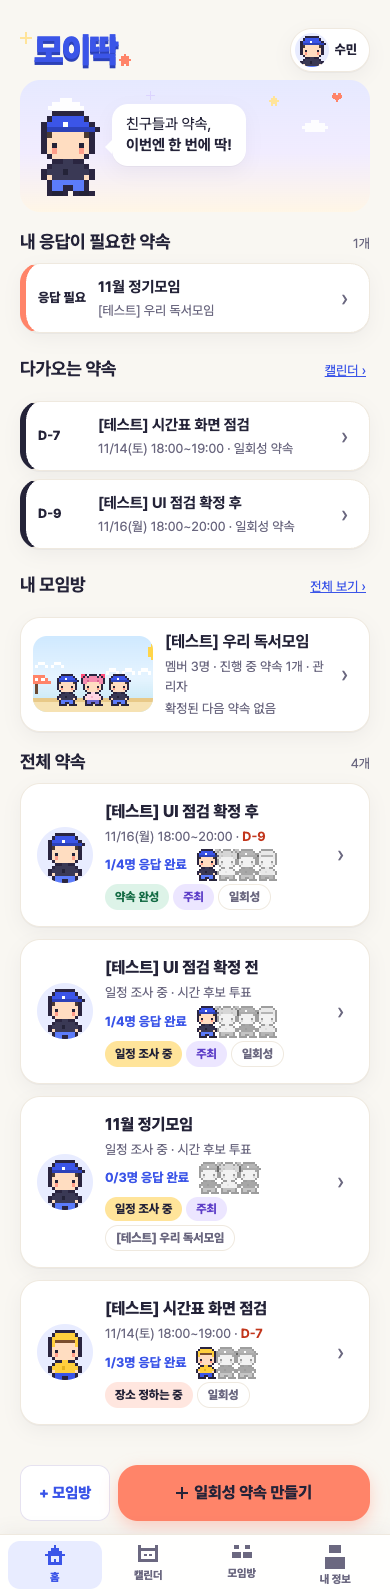 모이딱
수민
친구들과 약속,
이번엔 한 번에 딱!
내 응답이 필요한 약속
1개
응답 필요
11월 정기모임
[테스트] 우리 독서모임
›
다가오는 약속
캘린더 ›
D-7
[테스트] 시간표 화면 점검
11/14(토) 18:00~19:00 · 일회성 약속
›
D-9
[테스트] UI 점검 확정 후
11/16(월) 18:00~20:00 · 일회성 약속
›
내 모임방
전체 보기 ›
[테스트] 우리 독서모임
멤버 3명 · 진행 중 약속 1개 · 관
리자
확정된 다음 약속 없음
›
전체 약속
4개
[테스트] UI 점검 확정 후
11/16(월) 18:00~20:00 · D-9
1/4명 응답 완료
약속 완성 주최 일회성
›
[테스트] UI 점검 확정 전
일정 조사 중 · 시간 후보 투표
1/4명 응답 완료
일정 조사 중 주최 일회성
›
11월 정기모임
일정 조사 중 · 시간 후보 투표
0/3명 응답 완료
일정 조사 중 주최
[테스트] 우리 독서모임
›
[테스트] 시간표 화면 점검
11/14(토) 18:00~19:00 · D-7
1/3명 응답 완료
장소 정하는 중 일회성
›
+ 모임방
+ 일회성 약속 만들기
홈
캘린더
모임방
내 정보